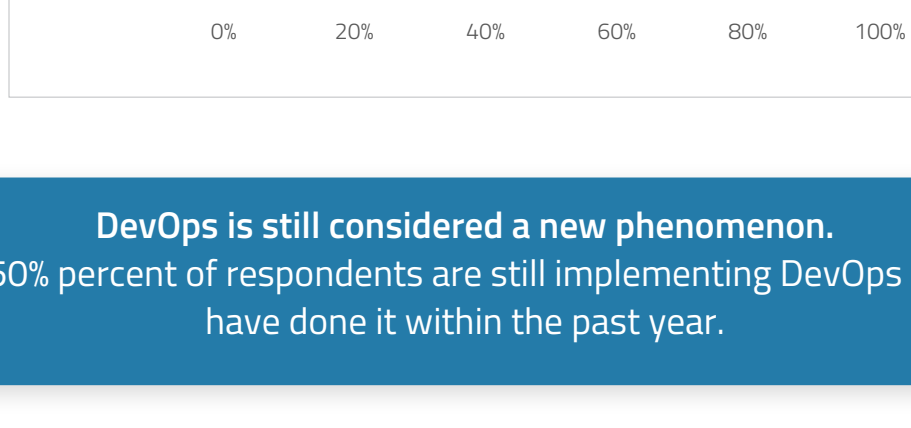 0% 20% 40% 60% 80% 100%
DevOps is still considered a new phenomenon.
50% percent of respondents are still implementing DevOps
have done it within the past year.